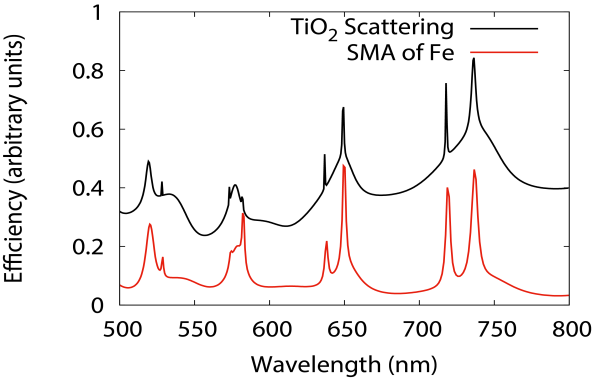 TiO2 Scattering
SMA of Fe
Efficiency (arbitrary units)
1
0.8
0.6
0.4
0.2
0
500 550 600 650 700 750 800
Wavelength (nm)